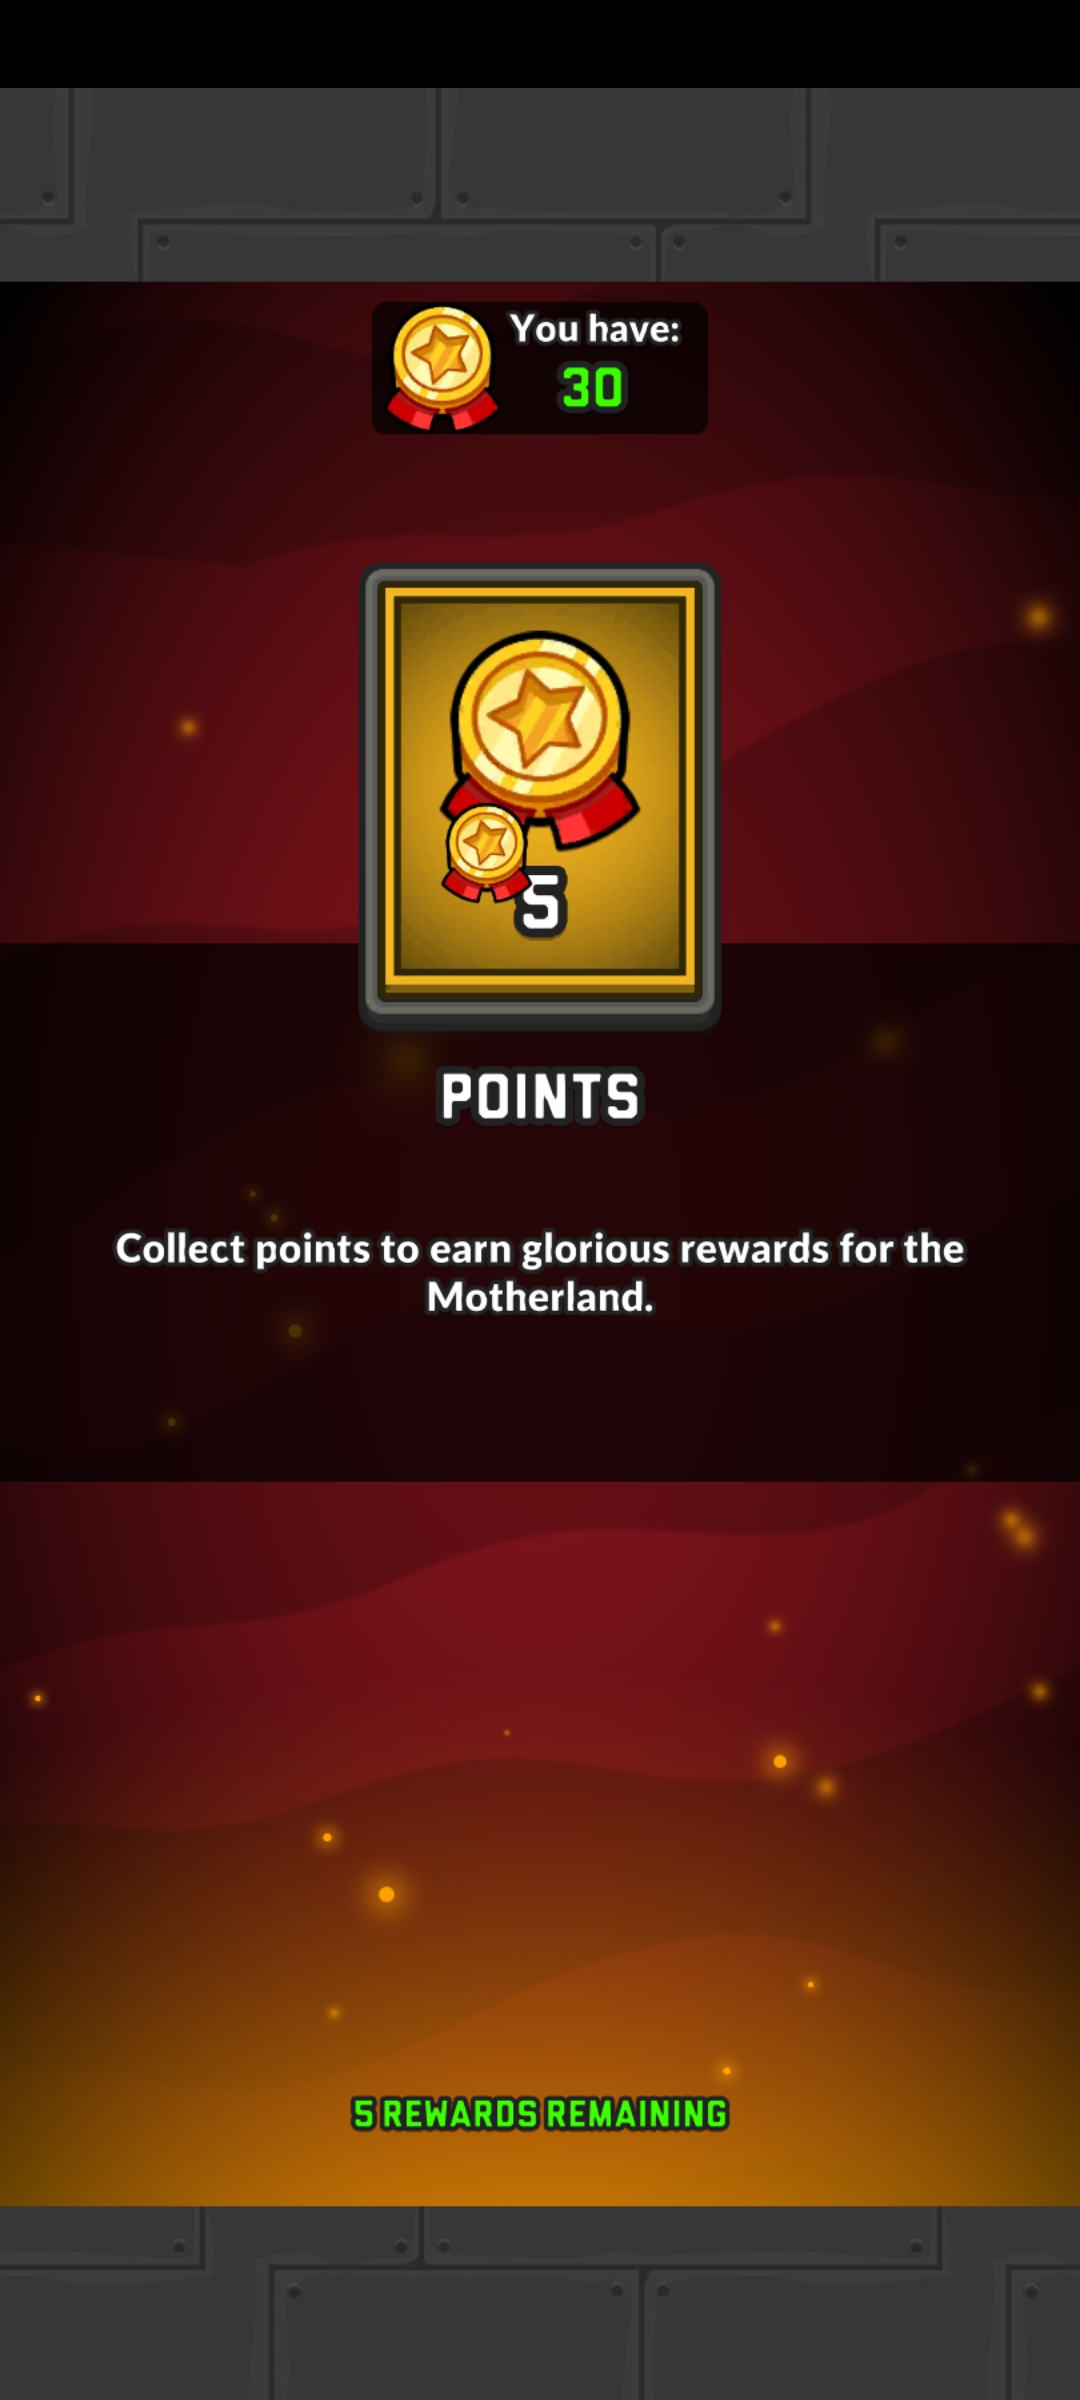 You have:
30
5
POINTS
Collect points to earn glorious rewards for the
Motherland.
5 REWARDS REMAINING